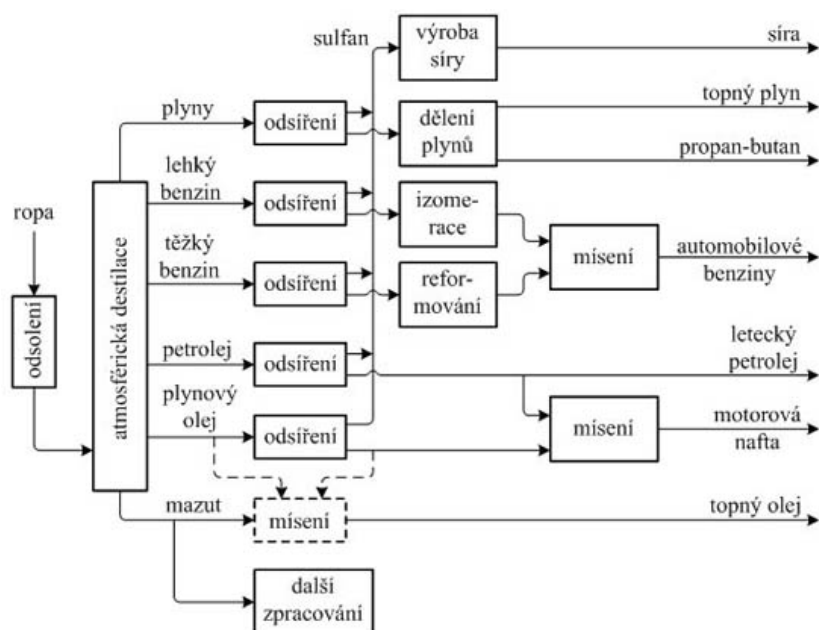 sulfan
výroba
síry
síra
plyny
odsíření
dělení
plynů
topný plyn
propan-butan
lehký
benzin
odsíření
izome-
race
ropa
těžký
benzin
odsíření
refor-
mování
mísení
automobilové
benziny
odsolení
atmosférická destilace
petrolej
odsíření
letecký
petrolej
plynový
olej
odsíření
mísení
motorová
nafta
mazut
mísení
topný olej
další
zpracování